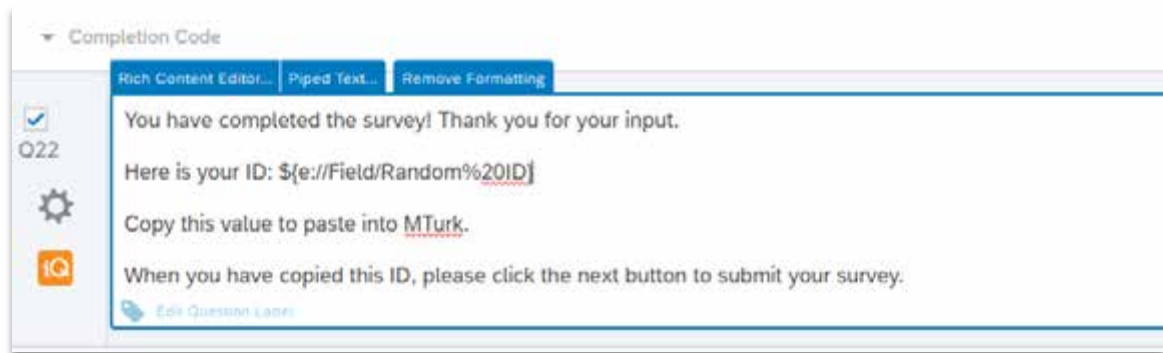 Completion Code
Rich Content Editor... Piped Text... Remove Formatting
You have completed the survey! Thank you for your input.
Q22
Here is your ID: ${e://Field/Random%20ID}
Copy this value to paste into MTurk.
iQ
When you have copied this ID, please click the next button to submit your survey.
Edit Question Label